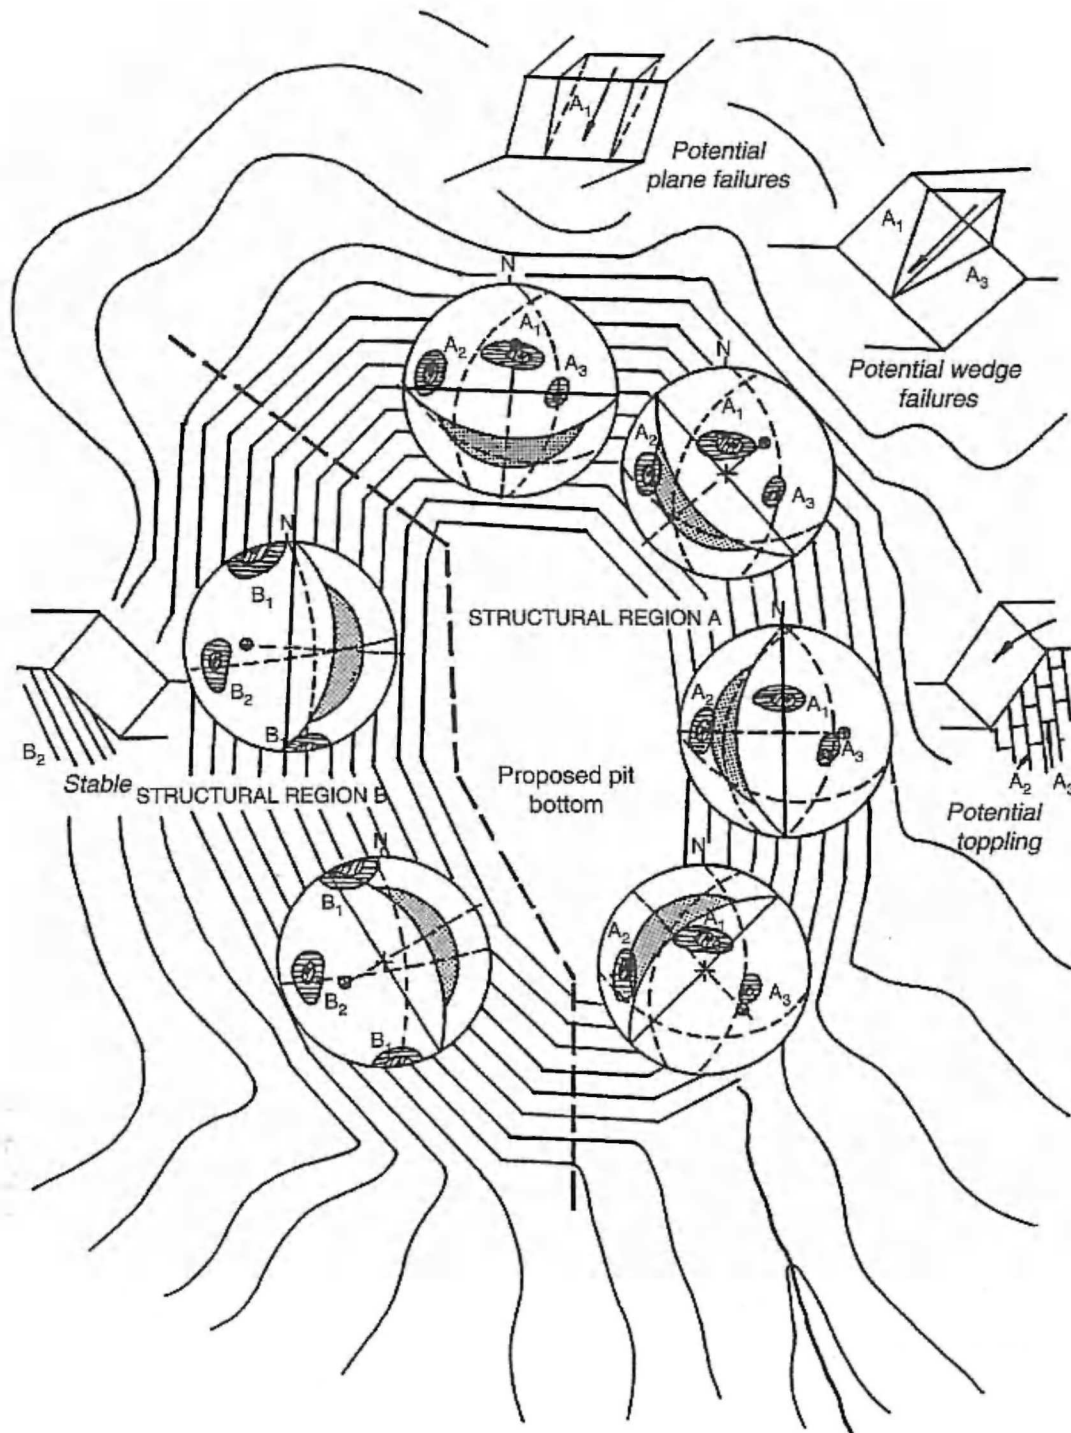 A₁
Potential
plane failures
A₁
A₃
Potential wedge
failures
N
A₁
A₂
A₃
N
A₁
A₂
A₃
N
B₁
B₂
B₁
STRUCTURAL REGION A
N
A₂
A₁
A₃
B₂
Stable
STRUCTURAL REGION B
Proposed pit
bottom
A₂
A₃
Potential
toppling
N
B₁
B₂
B₁
N
A₁
A₂
A₃